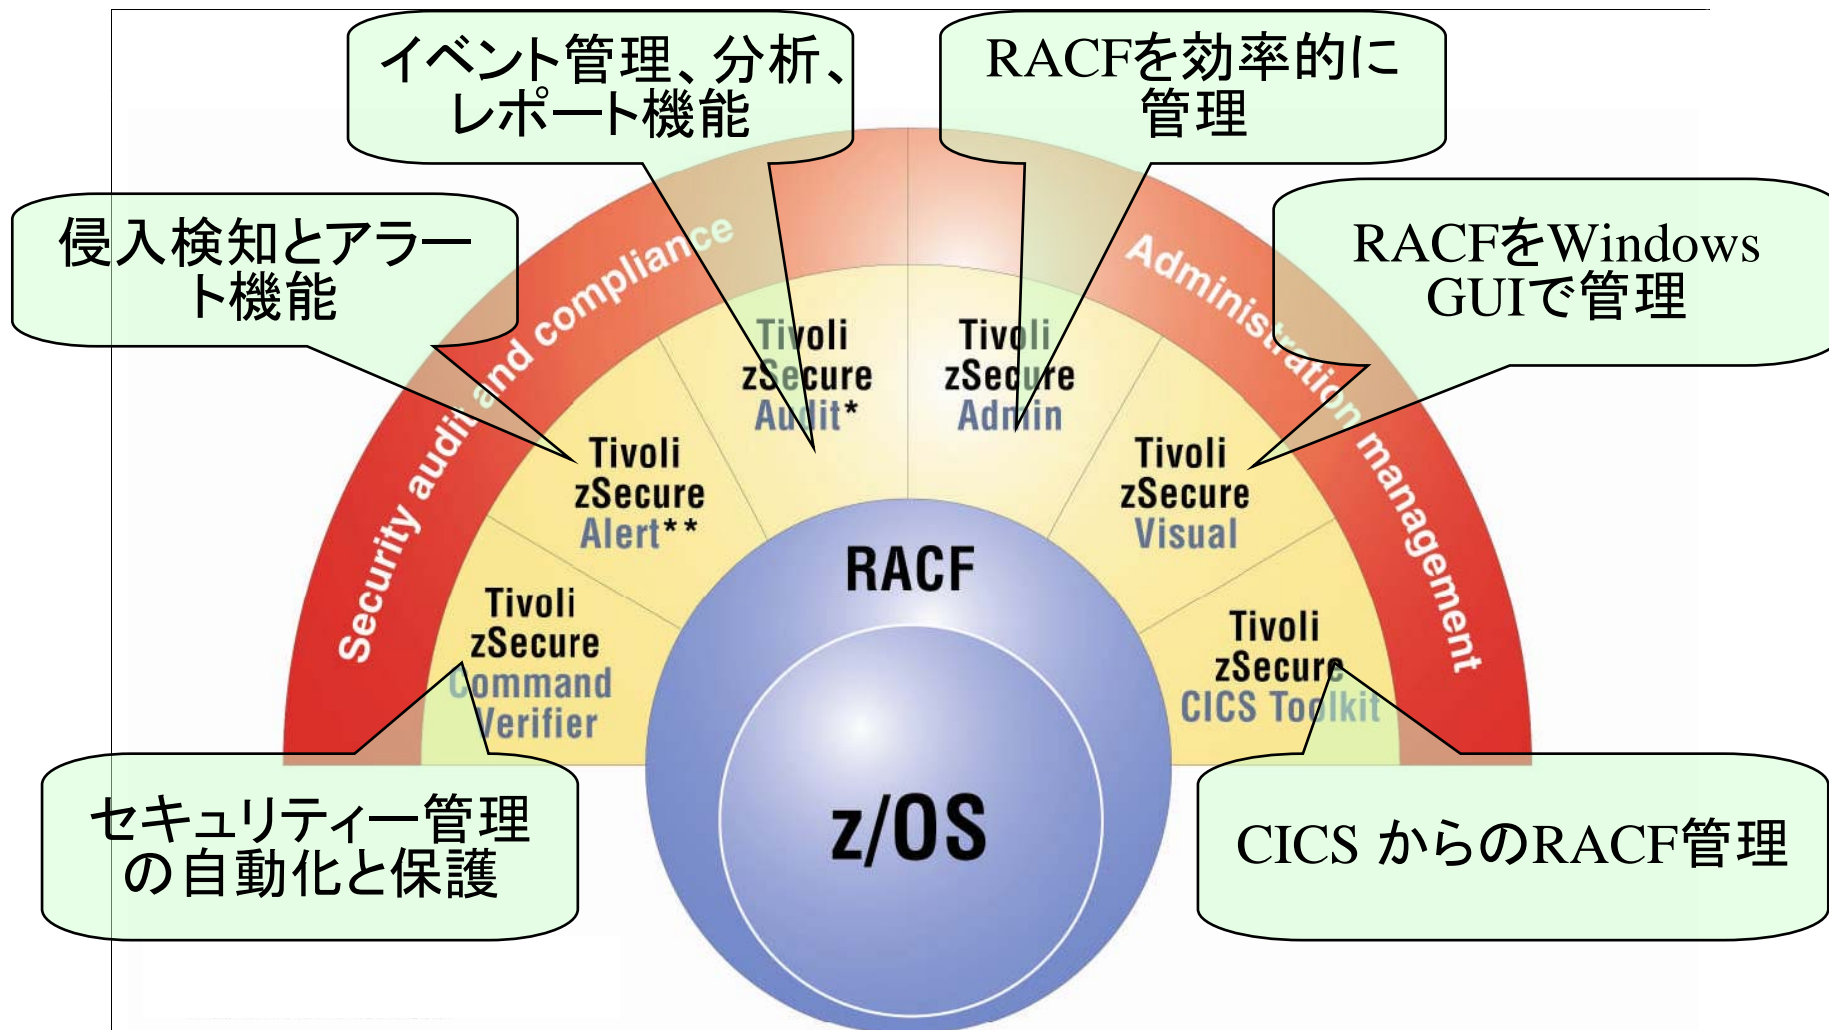 イベント管理、分析、
レポート機能
RACFを効率的に
管理
侵入検知とアラー
ト機能
RACFをWindows
GUIで管理
Security audit and compliance
Administration management
Tivoli
zSecure
Audit*
Tivoli
zSecure
Admin
Tivoli
zSecure
Alert**
Tivoli
zSecure
Visual
Tivoli
zSecure
Command
Verifier
Tivoli
zSecure
CICS Toolkit
RACF
z/OS
セキュリティー管理
の自動化と保護
CICS からのRACF管理